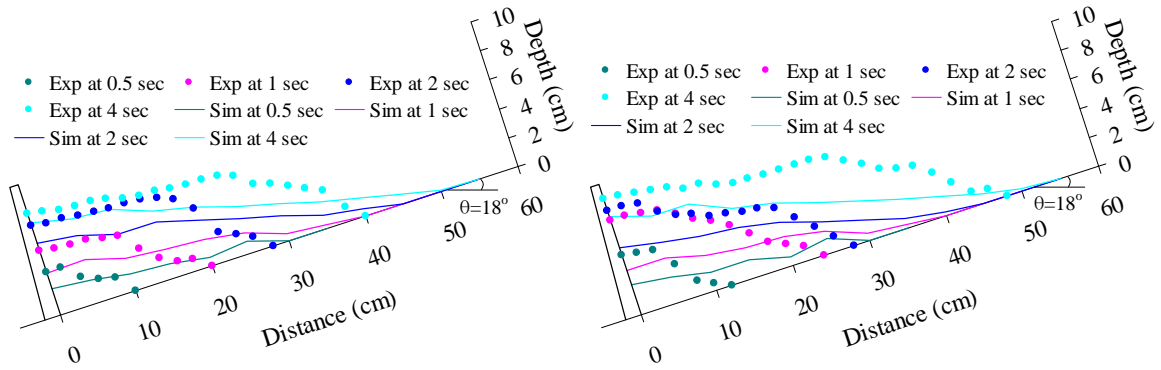 10
8
6
4
2
0
Depth (cm)
Exp at 0.5 sec Exp at 1 sec Exp at 2 sec
Exp at 4 sec Sim at 0.5 sec Sim at 1 sec
Sim at 2 sec Sim at 4 sec
θ=18°
0
10
20
30
40
50
60
Distance (cm)
10
8
6
4
2
0
Depth (cm)
Exp at 0.5 sec Exp at 1 sec Exp at 2 sec
Exp at 4 sec Sim at 0.5 sec Sim at 1 sec
Sim at 2 sec Sim at 4 sec
θ=18°
0
10
20
30
40
50
60
Distance (cm)